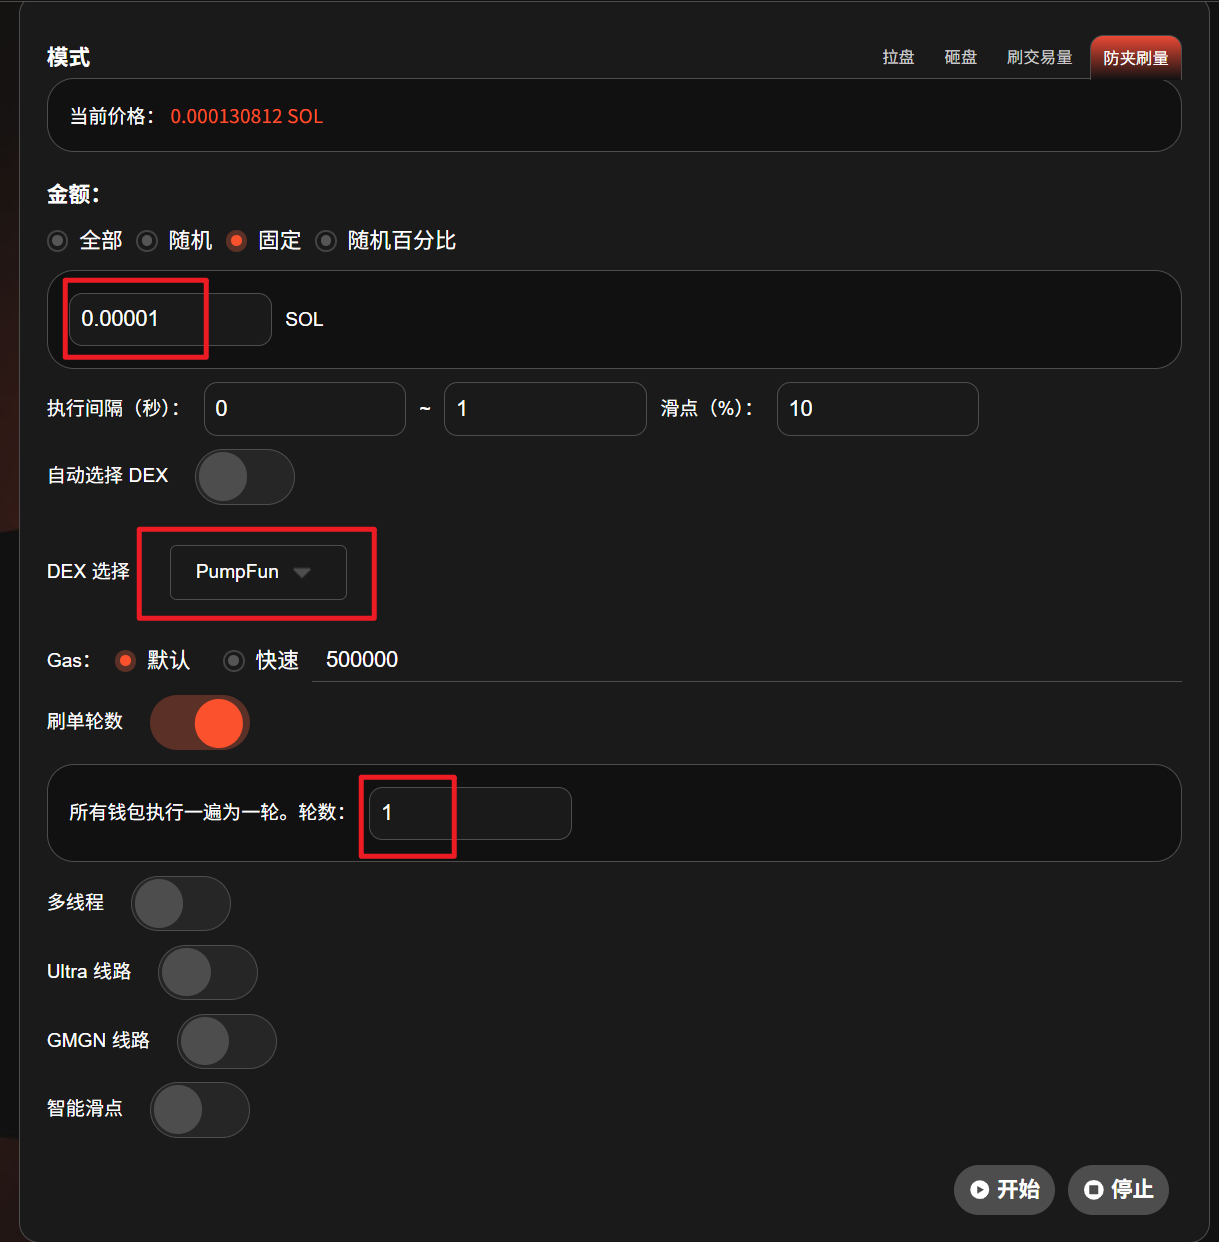 模式 拉盘 砸盘 刷交易量 防夹刷量
当前价格： 0.000130812 SOL
金额：
全部 随机 固定 随机百分比
0.00001 SOL
执行间隔（秒）： 0 ~ 1 滑点（%）： 10
自动选择 DEX
DEX 选择 PumpFun
Gas： 默认 快速 500000
刷单轮数
所有钱包执行一遍为一轮。轮数： 1
多线程
Ultra 线路
GMGN 线路
智能滑点
开始 停止